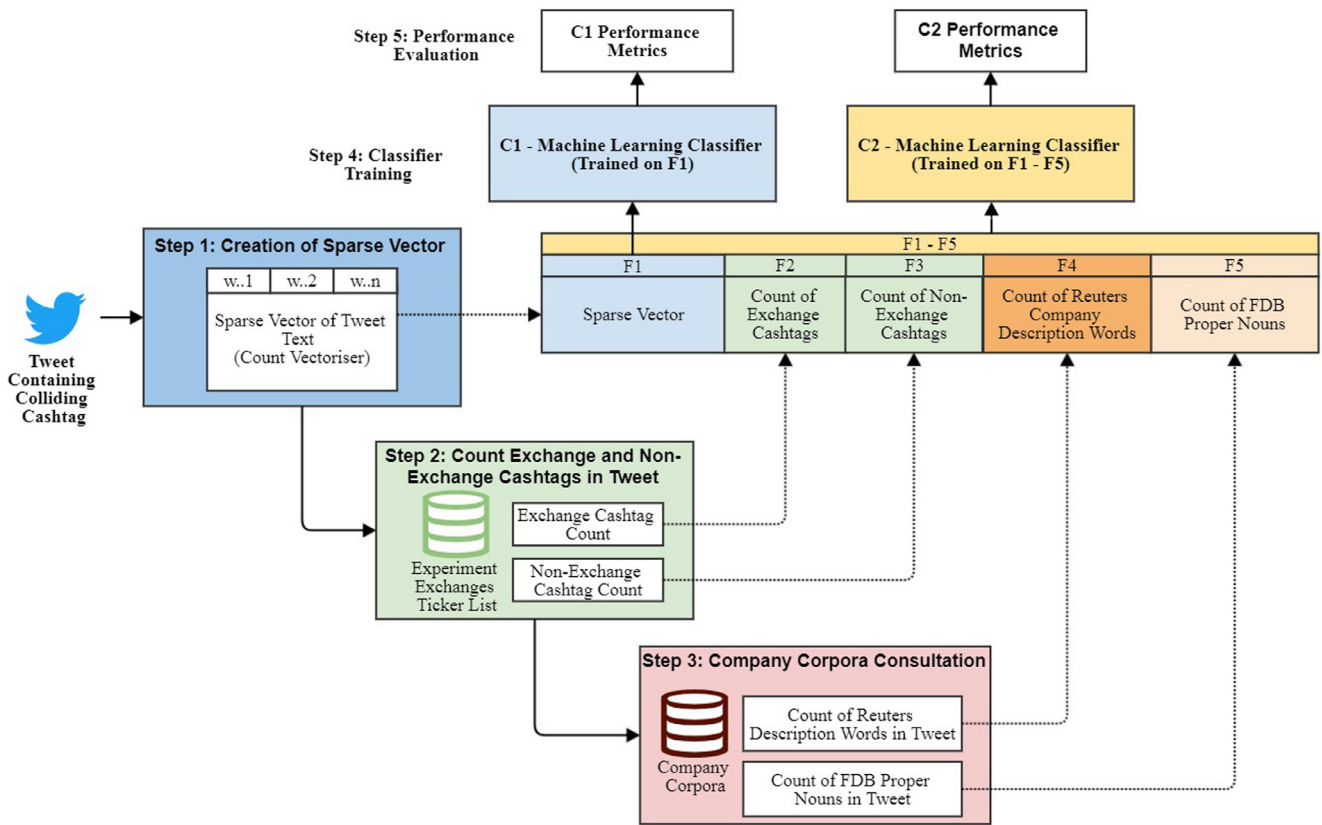 Step 5: Performance
Evaluation
C1 Performance
Metrics
C2 Performance
Metrics
Step 4: Classifier
Training
C1 - Machine Learning Classifier
(Trained on F1)
C2 - Machine Learning Classifier
(Trained on F1 - F5)
Step 1: Creation of Sparse Vector
w..1
w..2
w..n
Sparse Vector of Tweet
Text
(Count Vectoriser)
Tweet
Containing
Colliding
Cashtag
F1 - F5
F1
F2
F3
F4
F5
Sparse Vector
Count of
Exchange
Cashtags
Count of Non-
Exchange
Cashtags
Count of Reuters
Company
Description Words
Count of FDB
Proper Nouns
Step 2: Count Exchange and Non-
Exchange Cashtags in Tweet
Experiment
Exchanges
Ticker List
Exchange Cashtag
Count
Non-Exchange
Cashtag Count
Step 3: Company Corpora Consultation
Company
Corpora
Count of Reuters
Description Words in Tweet
Count of FDB Proper
Nouns in Tweet